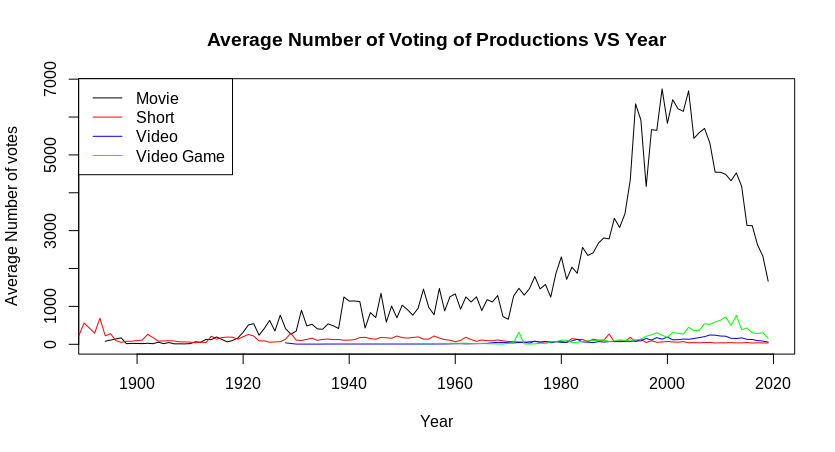 Average Number of Voting of Productions VS Year
Average Number of votes
7000
5000
3000
1000
0
Movie
Short
Video
Video Game
1900
1920
1940
1960
1980
2000
2020
Year